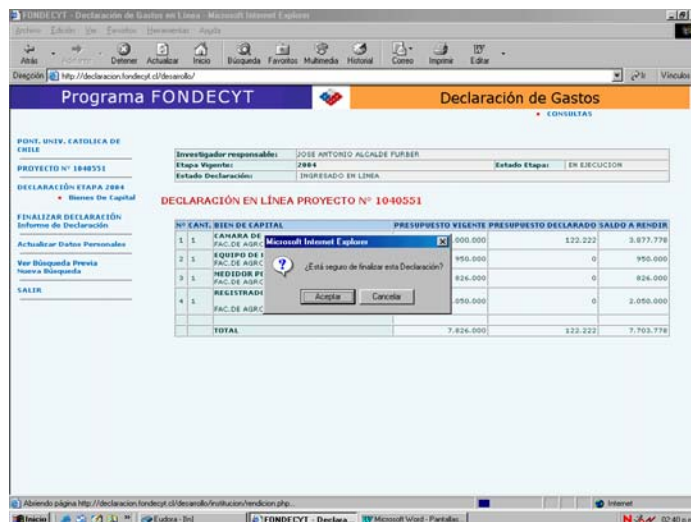 FONDECYT - Declaración de Gastos en Línea - Microsoft Internet Explorer
Archivo Edición Ver Favoritos Herramientas Ayuda
Atrás Adelante Detener Actualizar Inicio Búsqueda Favoritos Multimedia Historial Correo Imprimir Editar
Dirección http://declaracion.fondecyt.cl/desarrollo/ Ir Vínculos
Programa FONDECYT Declaración de Gastos
CONSULTAS
PONT. UNIV. CATOLICA DE CHILE
PROYECTO Nº 1040551
DECLARACIÓN ETAPA 2004
Bienes De Capital
FINALIZAR DECLARACIÓN
Informe de Declaración
Actualizar Datos Personales
Ver Búsqueda Previa
Nueva Búsqueda
SALIR
Investigador responsable: JOSE ANTONIO ALCALDE FURBER
Etapa Vigente: 2004 Estado Etapa: EN EJECUCION
Estado Declaración: INGRESADO EN LINEA
DECLARACIÓN EN LÍNEA PROYECTO Nº 1040551
Nº CANT. BIEN DE CAPITAL PRESUPUESTO VIGENTE PRESUPUESTO DECLARADO SALDO A RENDIR
1 1 CAMARA DE .000.000 122.222 3.877.778
FAC.DE AGRO
2 1 EQUIPO DE 950.000 0 950.000
FAC.DE AGRO
3 1 MEDIDOR 826.000 0 826.000
FAC.DE AGRO
4 1 REGISTRAD .050.000 0 2.050.000
FAC.DE AGRO
TOTAL 7.826.000 122.222 7.703.778
Microsoft Internet Explorer
¿Está seguro de finalizar esta Declaración?
Aceptar Cancelar
Abriendo página http://declaracion.fondecyt.cl/desarrollo/institucion/rendicion.php... Internet
Inicio Eudora - [In] FONDECYT - Declara... Microsoft Word - Pantallas... 02:40